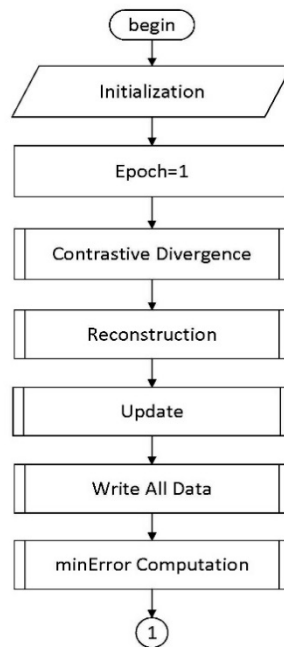 begin
Initialization
Epoch=1
Contrastive Divergence
Reconstruction
Update
Write All Data
minError Computation
1